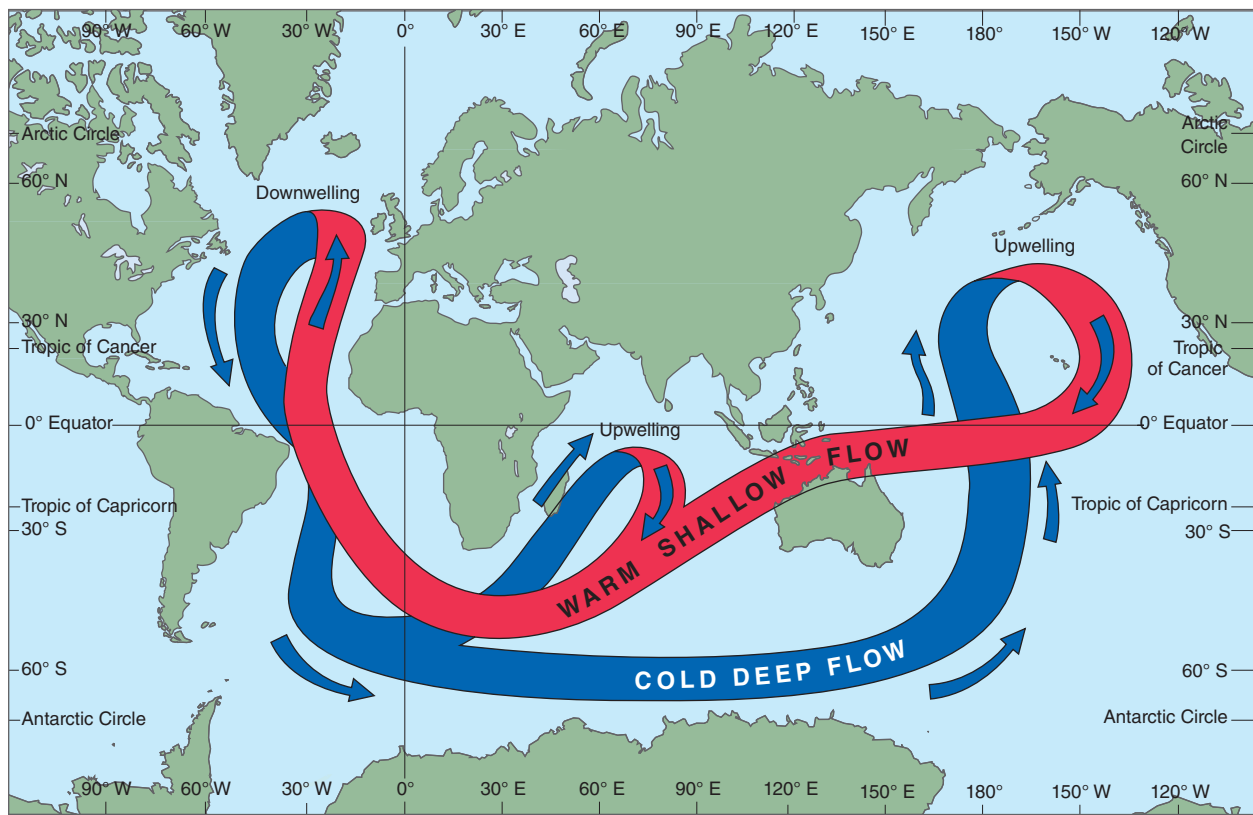 90° W 60° W 30° W 0° 30° E 60° E 90° E 120° E 150° E 180° 150° W 120° W
Arctic Circle
Arctic
Circle
60° N
60° N
Downwelling
Upwelling
30° N
30° N
Tropic of Cancer
Tropic
of Cancer
0° Equator
0° Equator
Upwelling
WARM SHALLOW FLOW
Tropic of Capricorn
Tropic of Capricorn
30° S
30° S
COLD DEEP FLOW
60° S
60° S
Antarctic Circle
Antarctic Circle
90° W 60° W 30° W 0° 30° E 60° E 90° E 120° E 150° E 180° 150° W 120° W